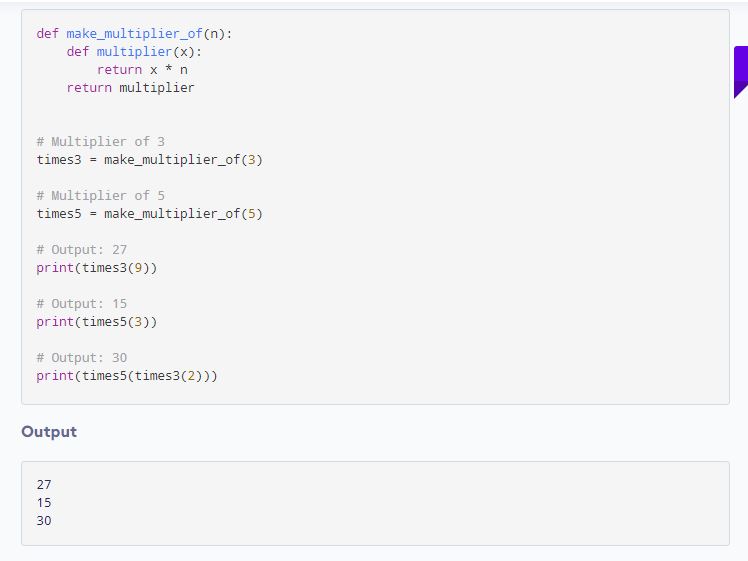 def make_multiplier_of(n):
    def multiplier(x):
        return x * n
    return multiplier
# Multiplier of 3
times3 = make_multiplier_of(3)
# Multiplier of 5
times5 = make_multiplier_of(5)
# Output: 27
print(times3(9))
# Output: 15
print(times5(3))
# Output: 30
print(times5(times3(2)))
Output
27
15
30